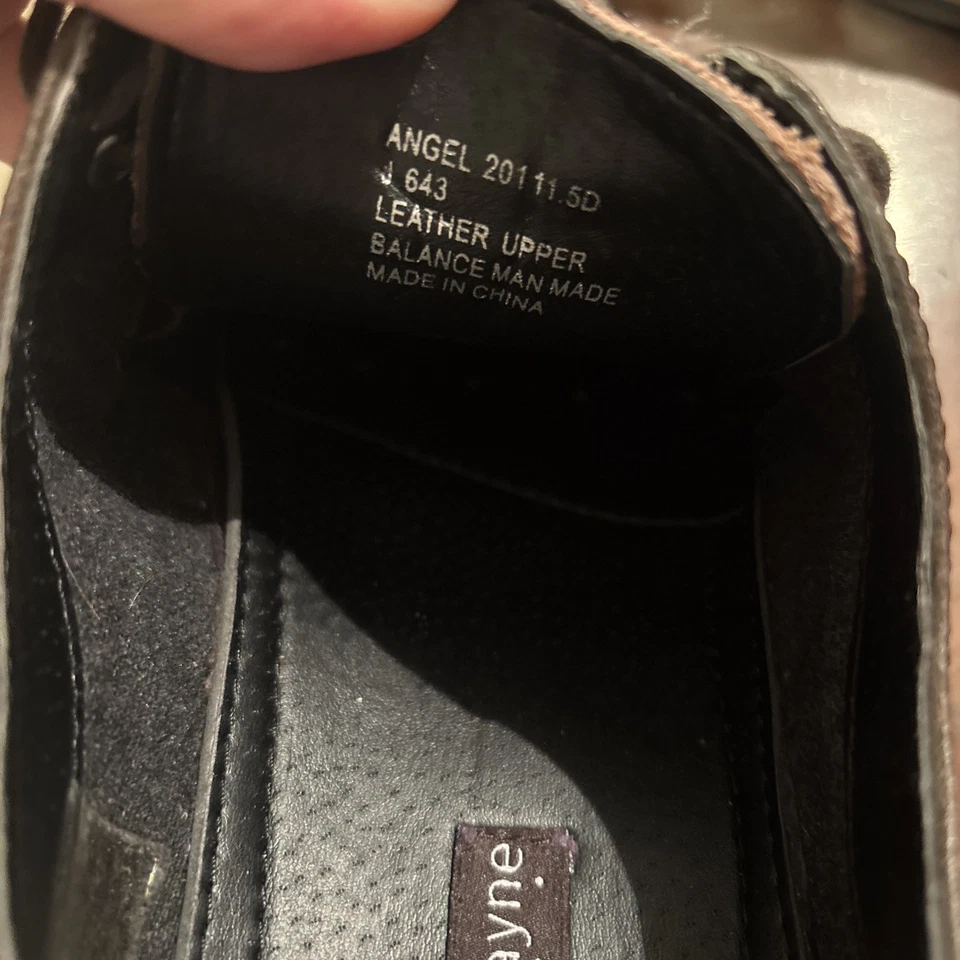 ANGEL 201 11.5D
J 643
LEATHER UPPER
BALANCE MAN MADE
MADE IN CHINA
ayne